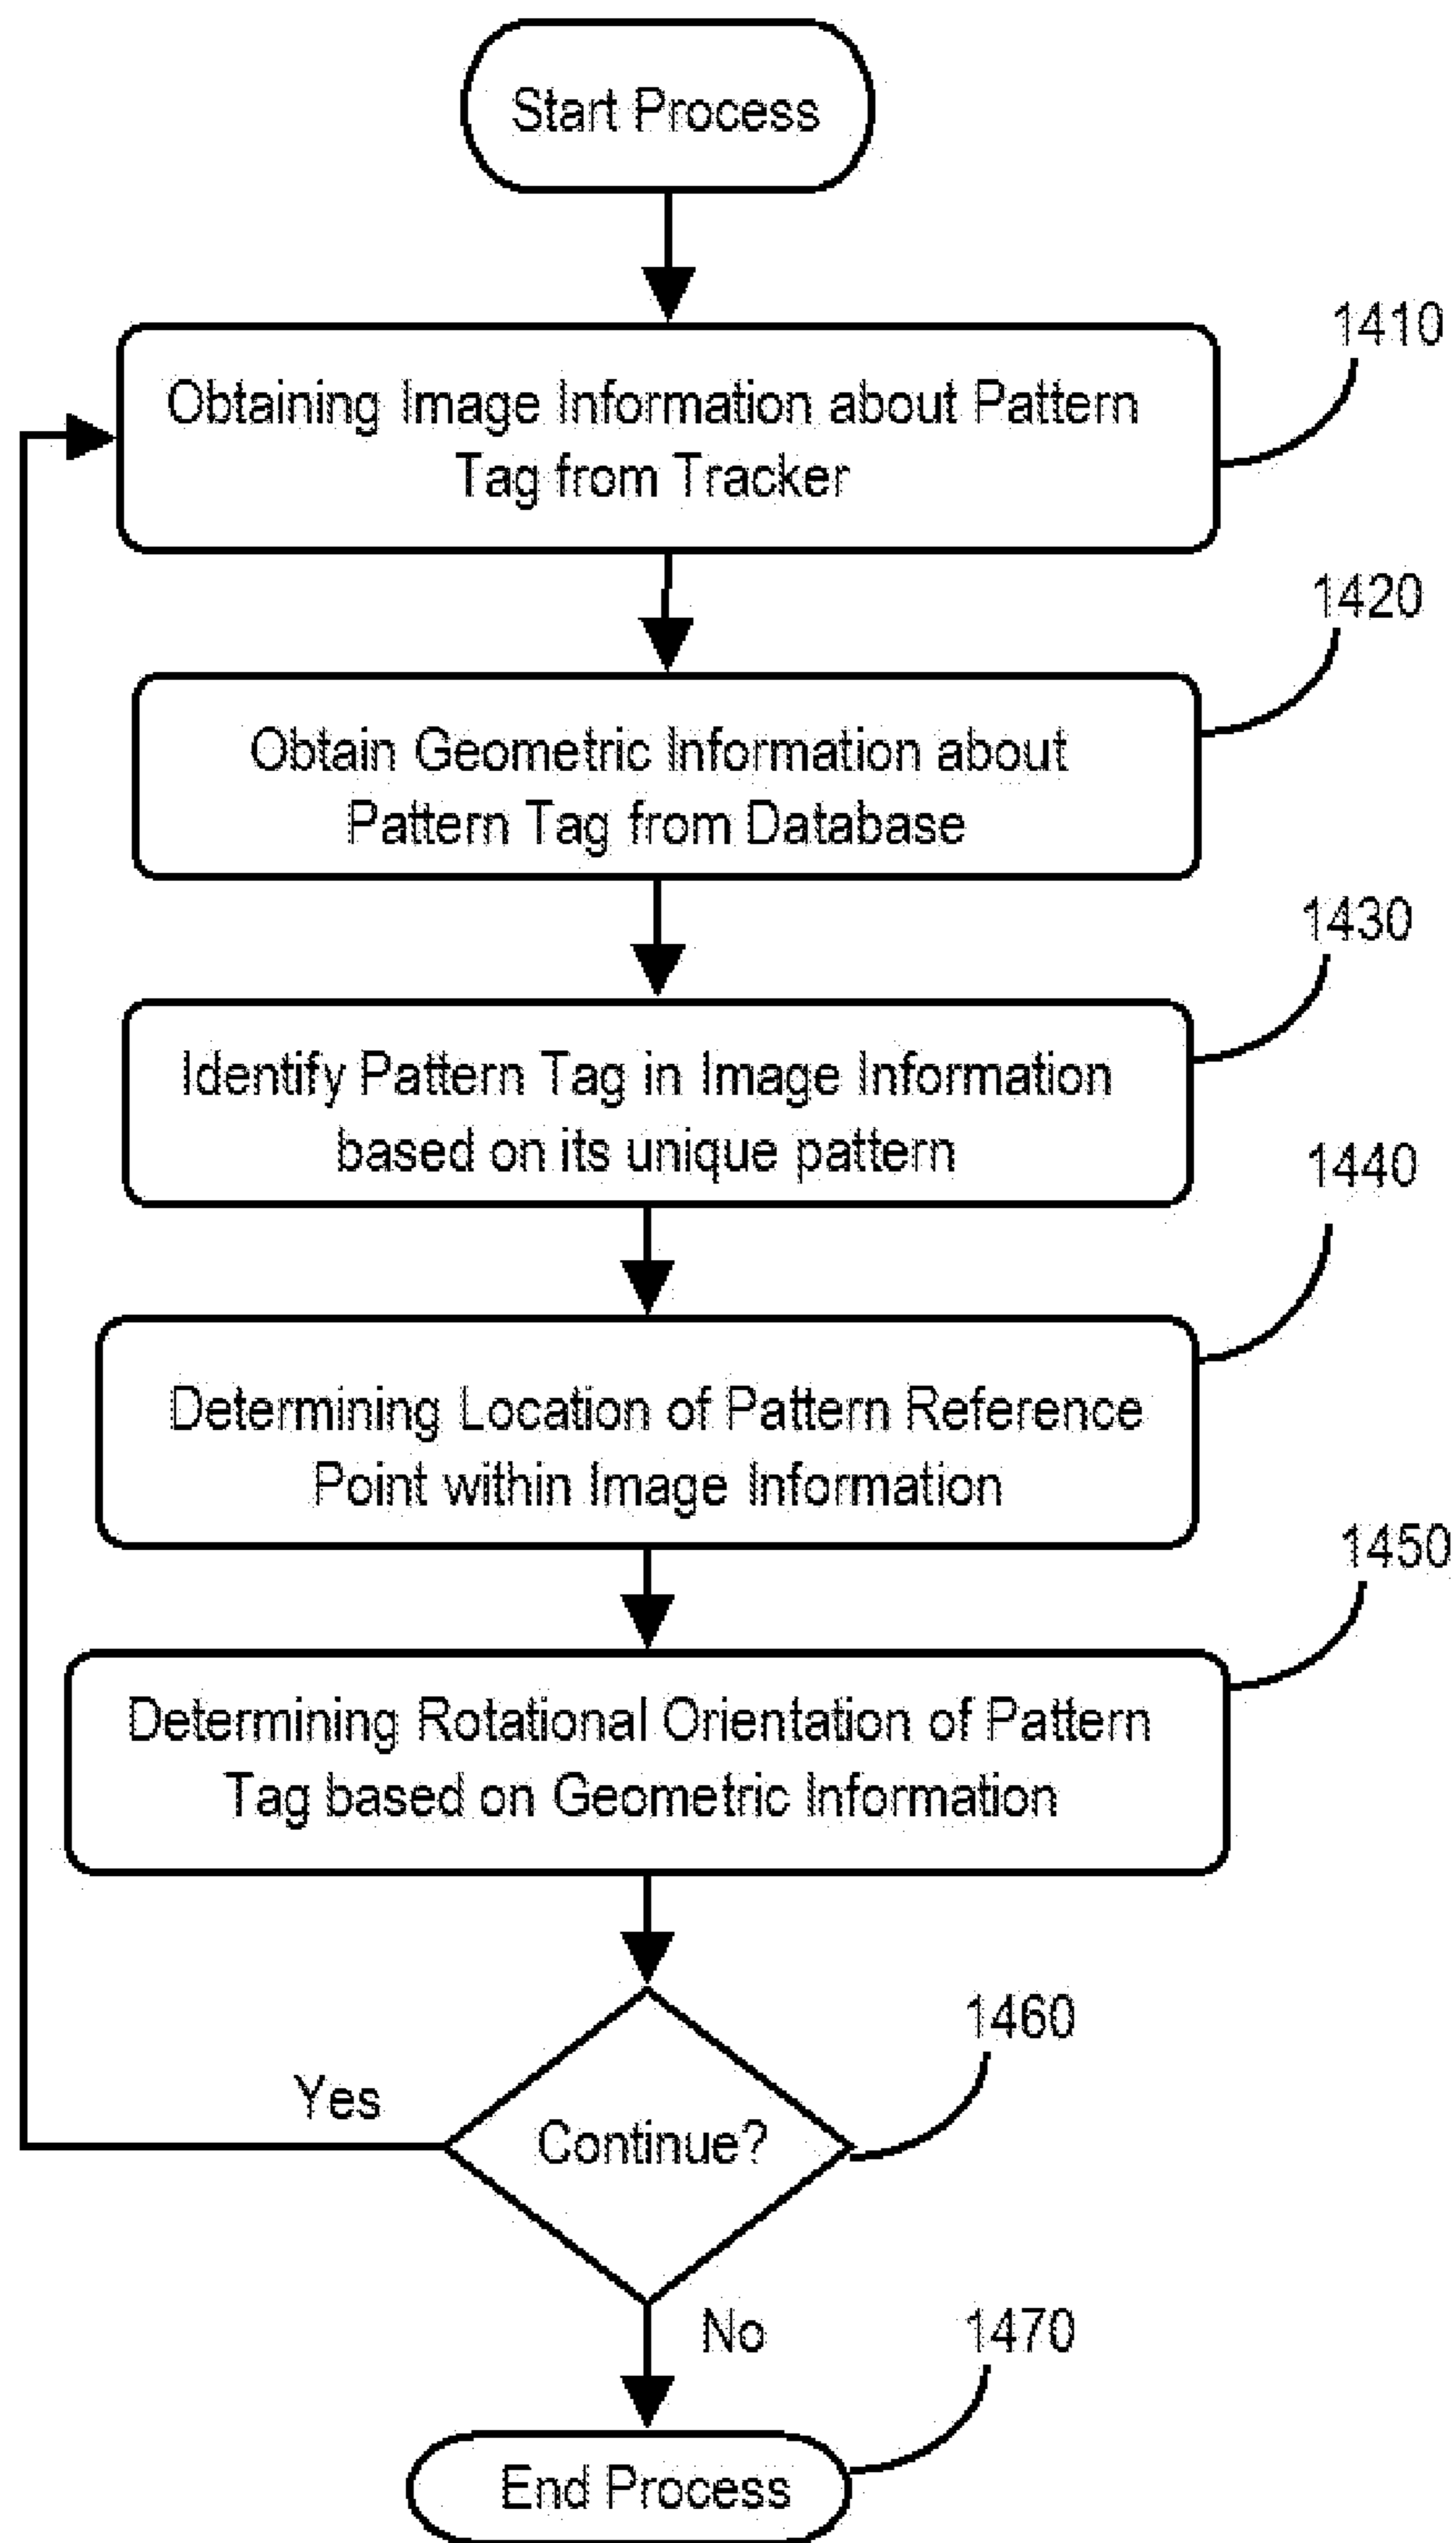 Start Process
1410
Obtaining Image Information about Pattern
Tag from Tracker
1420
Obtain Geometric Information about
Pattern Tag from Database
1430
Identify Pattern Tag in Image Information
based on its unique pattern
1440
Determining Location of Pattern Reference
Point within Image Information
1450
Determining Rotational Orientation of Pattern
Tag based on Geometric Information
1460
Yes
Continue?
No
1470
End Process